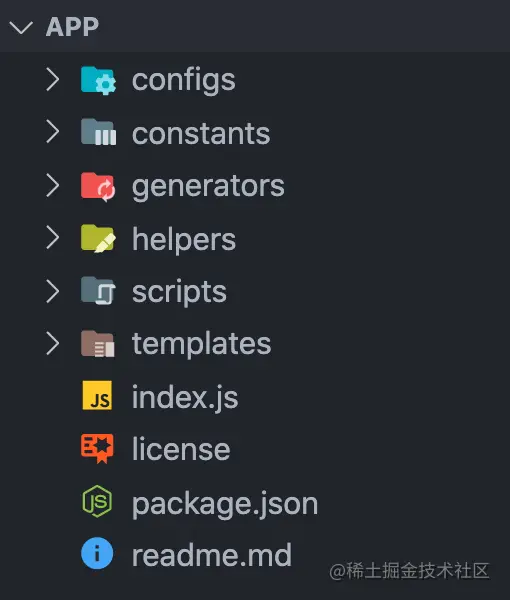 APP
configs
constants
generators
helpers
scripts
templates
JS index.js
license
JS package.json
i readme.md
@稀土掘金技术社区